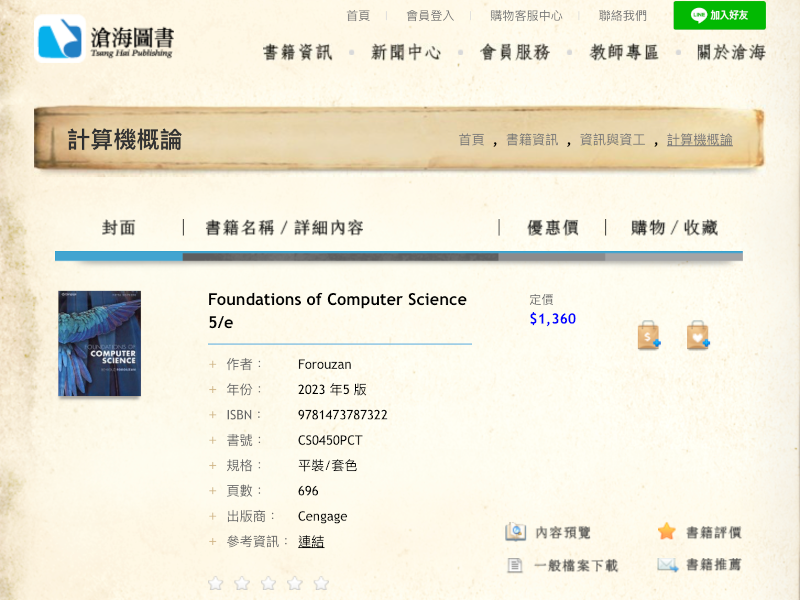 首頁 會員登入 購物客服中心 聯絡我們 LINE 加入好友
滄海圖書
Tsang Hai Publishing
書籍資訊 新聞中心 會員服務 教師專區 關於滄海
計算機概論
首頁 , 書籍資訊 , 資訊與資工 , 計算機概論
封面 書籍名稱 / 詳細內容 優惠價 購物 / 收藏
Foundations of Computer Science 5/e
定價
$1,360
FOUNDATIONS OF
COMPUTER
SCIENCE
+ 作者： Forouzan
+ 年份： 2023 年5 版
+ ISBN： 9781473787322
+ 書號： CS0450PCT
+ 規格： 平裝/套色
+ 頁數： 696
+ 出版商： Cengage
+ 參考資訊： 連結
內容預覽 書籍評價
一般檔案下載 書籍推薦